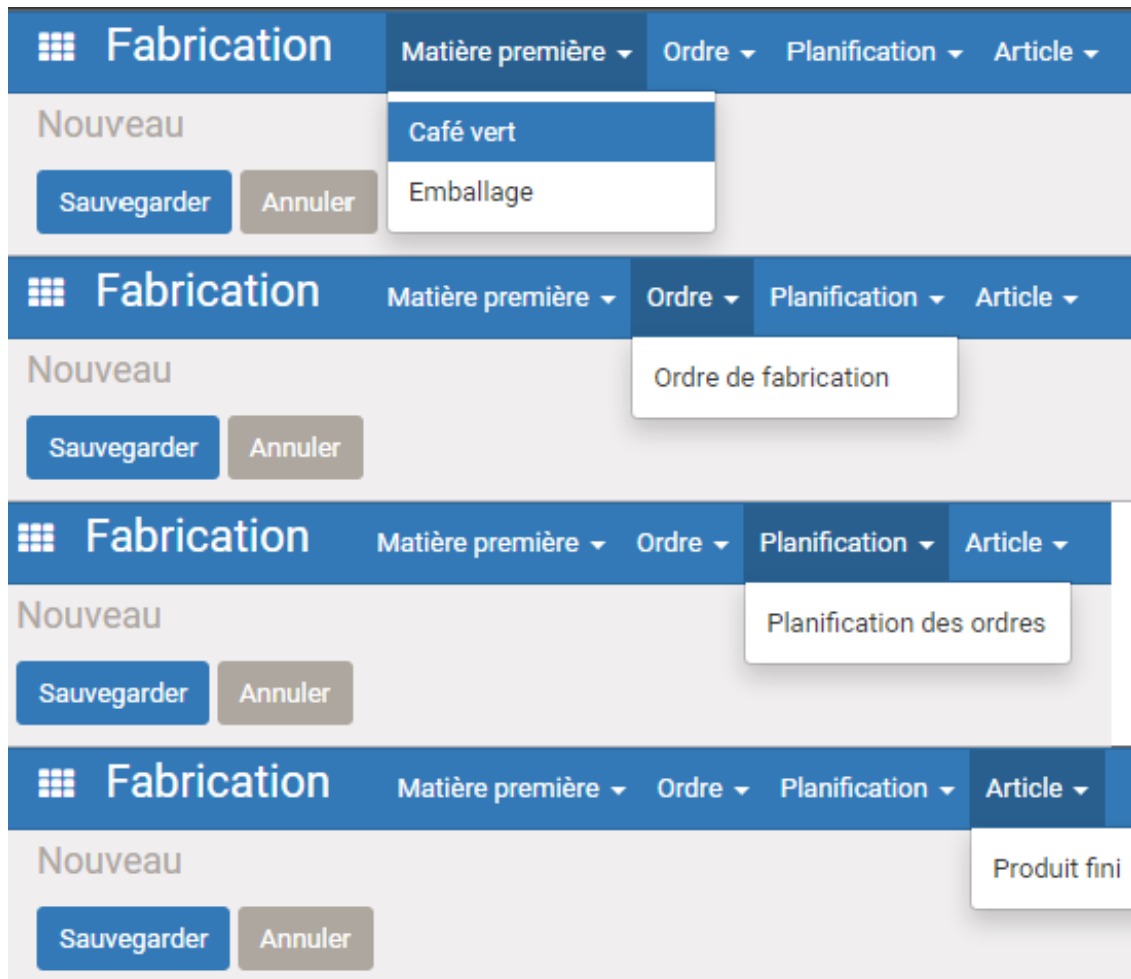 Fabrication Matière première Ordre Planification Article
Nouveau
Café vert
Sauvegarder Annuler
Emballage
Fabrication Matière première Ordre Planification Article
Nouveau
Ordre de fabrication
Sauvegarder Annuler
Fabrication Matière première Ordre Planification Article
Nouveau
Planification des ordres
Sauvegarder Annuler
Fabrication Matière première Ordre Planification Article
Nouveau
Produit fini
Sauvegarder Annuler